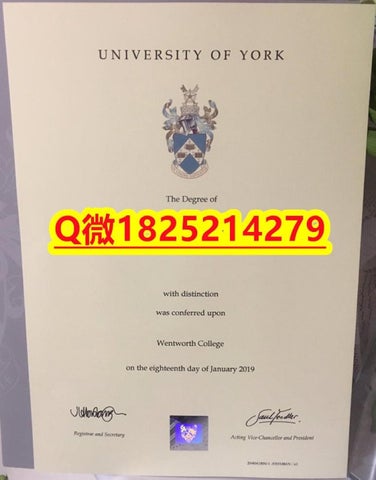 UNIVERSITY OF YORK
The Degree of
Q微1825214279
with distinction
was conferred upon
Wentworth College
on the eighteenth day of January 2019
Registrar and Secretary
Acting Vice-Chancellor and President